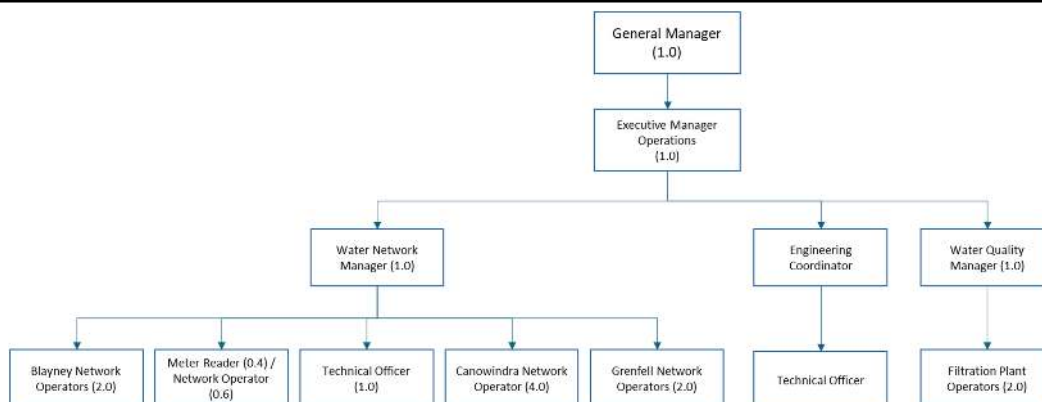 General Manager
(1.0)
Executive Manager
Operations
(1.0)
Water Network
Manager (1.0)
Engineering
Coordinator
Water Quality
Manager (1.0)
Blayney Network
Operators (2.0)
Meter Reader (0.4) /
Network Operator
(0.6)
Technical Officer
(1.0)
Canowindra Network
Operator (4.0)
Grenfell Network
Operators (2.0)
Technical Officer
Filtration Plant
Operators (2.0)